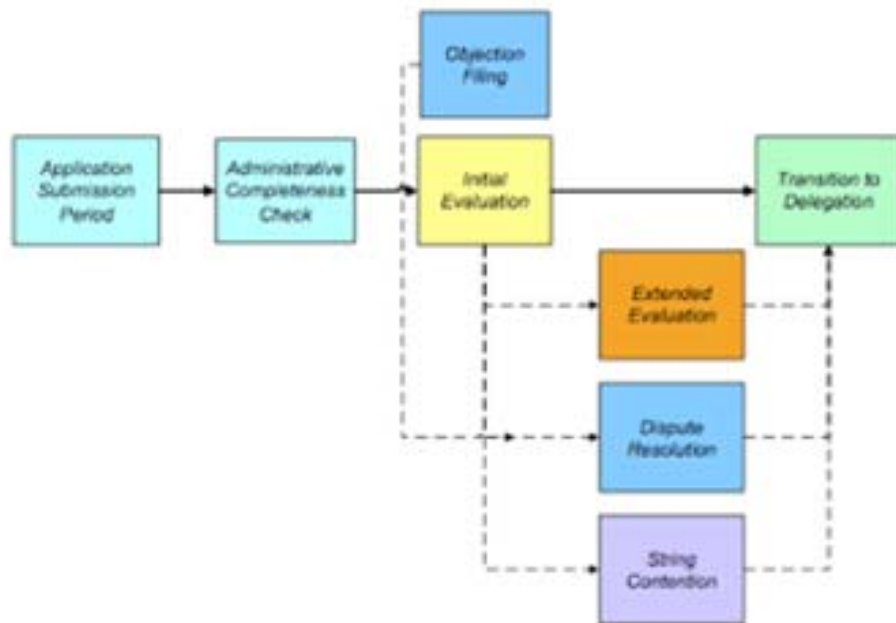 Objection
Filing
Application
Submission
Period
Administrative
Completeness
Check
Initial
Evaluation
Transition to
Delegation
Extended
Evaluation
Dispute
Resolution
String
Contention